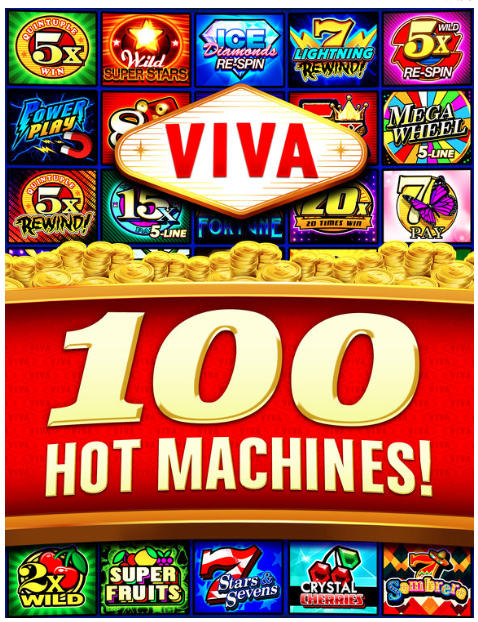 QUINTUPLE
5x
WIN
Wild
SUPER STARS
ICE
Diamonds
RE-SPIN
7
LIGHTNING
REWIND!
WILD
5x
RE-SPIN
POWER
PLAY
VIVA
MEGA
WHEEL
5-LINE
QUINTUPLE
5x
REWIND!
15x
5-LINE
FORTUNE
20x
20 TIMES WIN
7
PAY
100
HOT MACHINES!
2x
WILD
SUPER
FRUITS
7
Stars &
Sevens
CRYSTAL
CHERRIES
7
Sombrero